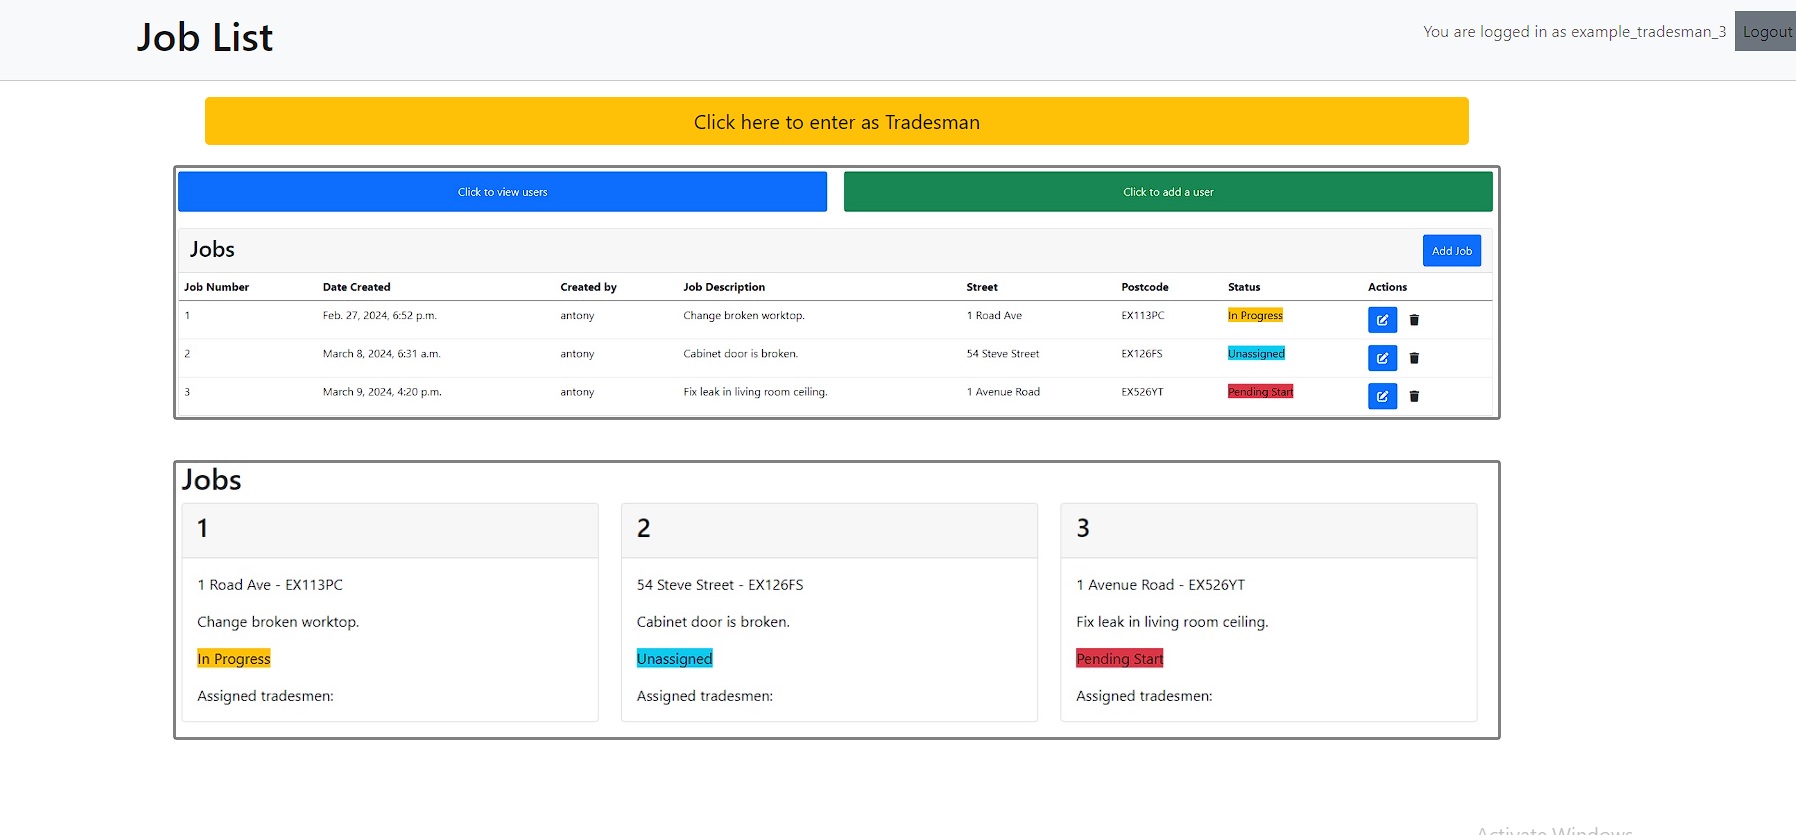 Job List
You are logged in as example_tradesman_3
Logout
Click here to enter as Tradesman
Click to view users
Click to add a user
Jobs
Add Job
Job Number Date Created Created by Job Description Street Postcode Status Actions
1 Feb. 27, 2024, 6:52 p.m. antony Change broken worktop. 1 Road Ave EX113PC In Progress
2 March 8, 2024, 6:31 a.m. antony Cabinet door is broken. 54 Steve Street EX126FS Unassigned
3 March 9, 2024, 4:20 p.m. antony Fix leak in living room ceiling. 1 Avenue Road EX526YT Pending Start
Jobs
1
1 Road Ave - EX113PC
Change broken worktop.
In Progress
Assigned tradesmen:
2
54 Steve Street - EX126FS
Cabinet door is broken.
Unassigned
Assigned tradesmen:
3
1 Avenue Road - EX526YT
Fix leak in living room ceiling.
Pending Start
Assigned tradesmen:
Activate Windows